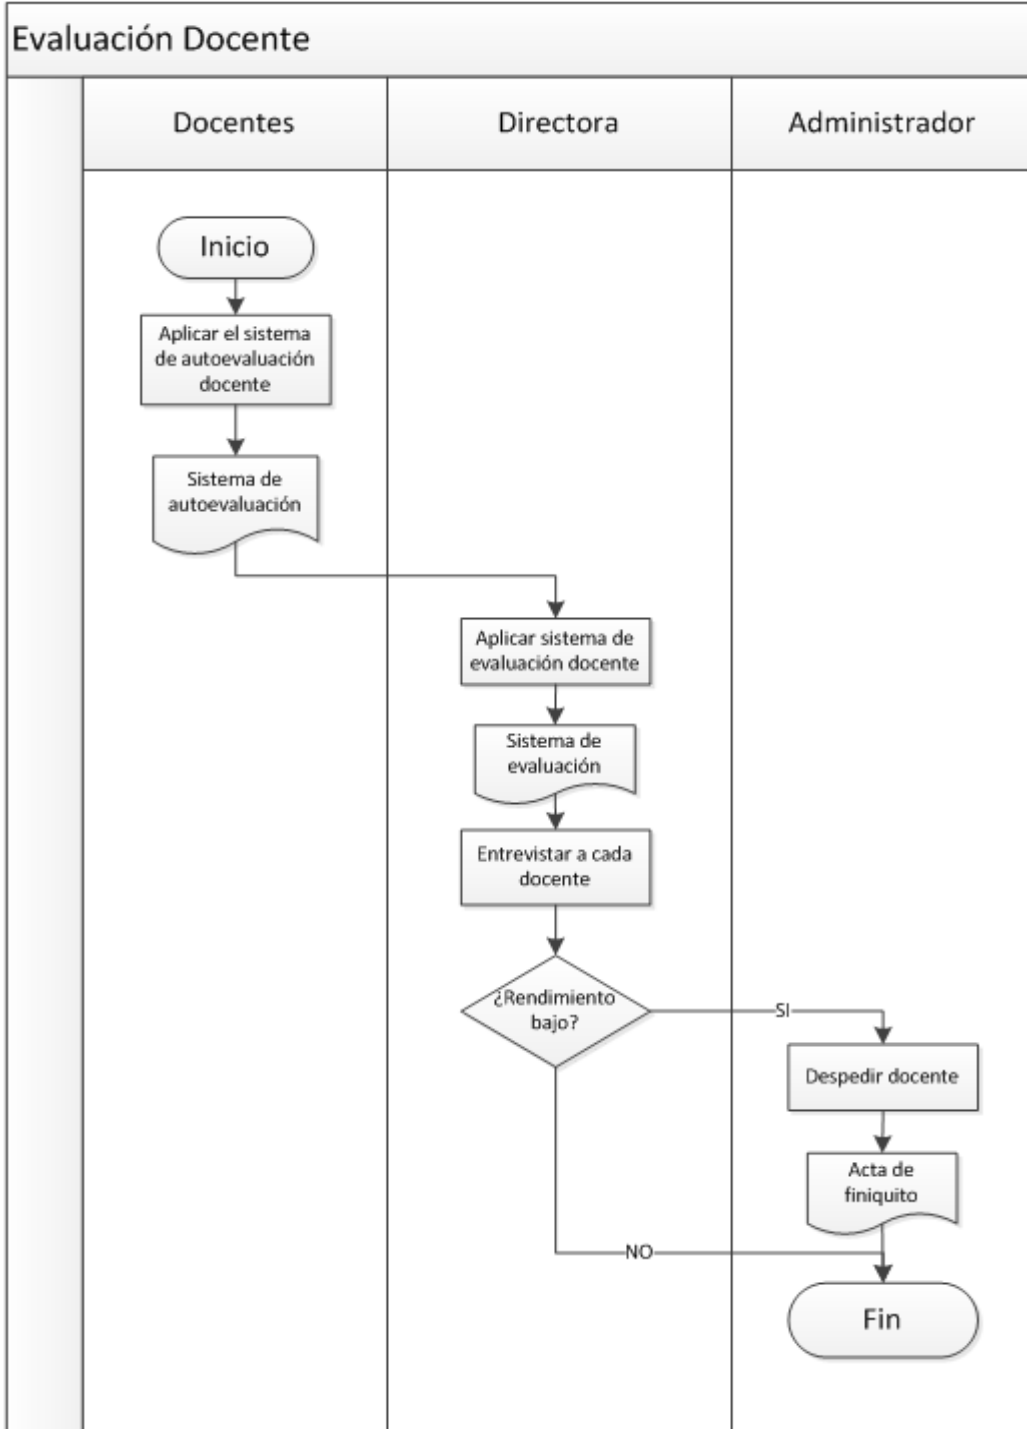 Evaluación Docente
Docentes
Directora
Administrador
Inicio
Aplicar el sistema
de autoevaluación
docente
Sistema de
autoevaluación
Aplicar sistema de
evaluación docente
Sistema de
evaluación
Entrevistar a cada
docente
¿Rendimiento
bajo?
SI
Despedir docente
Acta de
finiquito
NO
Fin